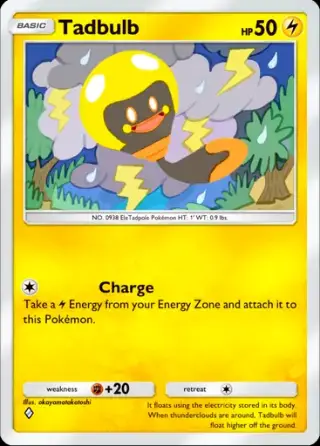 BASIC Tadbulb HP 50
NO. 0938 EleTadpole Pokémon HT: 1' WT: 0.9 lbs
Charge
Take a Energy from your Energy Zone and attach it to
this Pokémon.
weakness +20 retreat
Illus. okayamatakatoshi
It floats using the electricity stored in its body.
When thunderclouds are around, Tadbulb will
float higher off the ground.